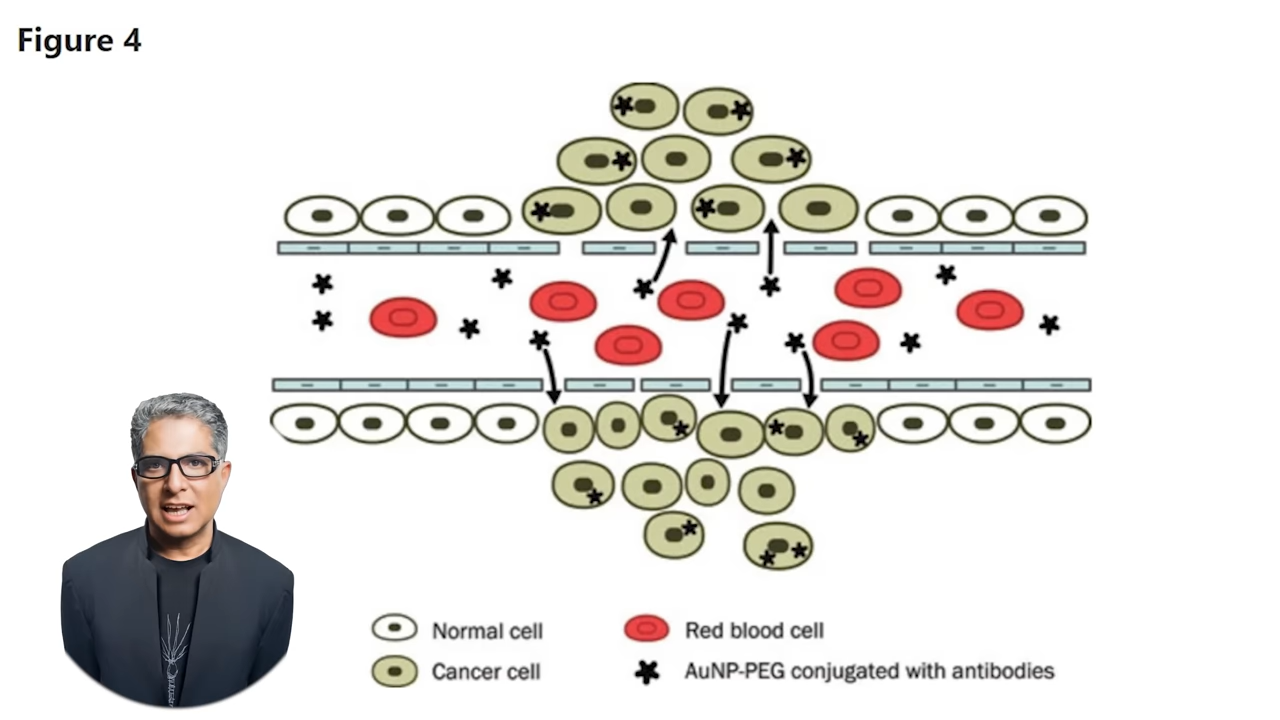 Figure 4
Normal cell
Red blood cell
Cancer cell
AuNP-PEG conjugated with antibodies